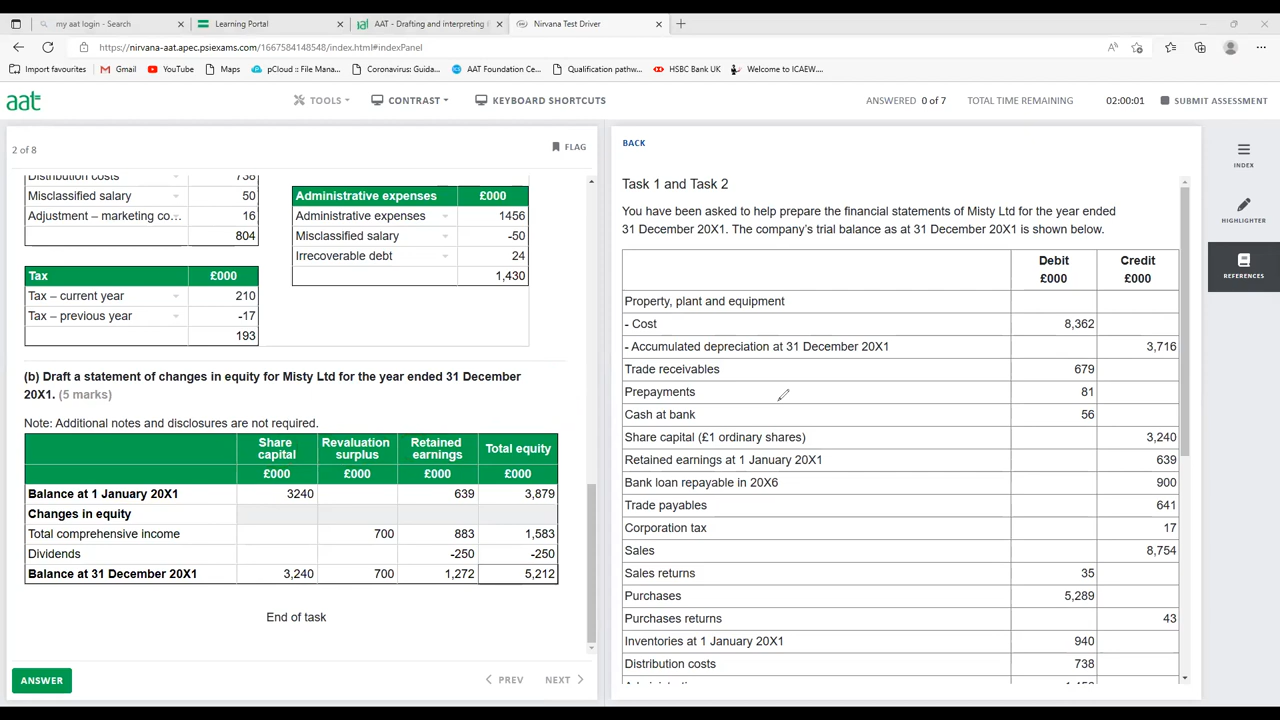 my aat login - Search
Learning Portal
AAT - Drafting and interpreting
Nirvana Test Driver
https://nirvana-aat.apec.psiexams.com/1667584148548/index.html#indexPanel
Import favourites
Gmail
YouTube
Maps
pCloud :: File Mana...
Coronavirus: Guida...
AAT Foundation Ce...
Qualification pathw...
HSBC Bank UK
Welcome to ICAEW....
aat
TOOLS
CONTRAST
KEYBOARD SHORTCUTS
ANSWERED 0 of 7
TOTAL TIME REMAINING
02:00:01
SUBMIT ASSESSMENT
2 of 8
FLAG
Distribution costs 738
Misclassified salary 50
Adjustment – marketing co...
16
804
Administrative expenses £000
Administrative expenses 1456
Misclassified salary -50
Irrecoverable debt 24
1,430
Tax £000
Tax – current year 210
Tax – previous year -17
193
(b) Draft a statement of changes in equity for Misty Ltd for the year ended 31 December
20X1. (5 marks)
Note: Additional notes and disclosures are not required.
Share capital Revaluation surplus Retained earnings Total equity
£000 £000 £000 £000
Balance at 1 January 20X1 3240 639 3,879
Changes in equity
Total comprehensive income 700 883 1,583
Dividends -250 -250
Balance at 31 December 20X1 3,240 700 1,272 5,212
End of task
ANSWER
PREV
NEXT
BACK
Task 1 and Task 2
You have been asked to help prepare the financial statements of Misty Ltd for the year ended
31 December 20X1. The company's trial balance as at 31 December 20X1 is shown below.
Debit Credit
£000 £000
Property, plant and equipment
- Cost 8,362
- Accumulated depreciation at 31 December 20X1 3,716
Trade receivables 679
Prepayments 81
Cash at bank 56
Share capital (£1 ordinary shares) 3,240
Retained earnings at 1 January 20X1 639
Bank loan repayable in 20X6 900
Trade payables 641
Corporation tax 17
Sales 8,754
Sales returns 35
Purchases 5,289
Purchases returns 43
Inventories at 1 January 20X1 940
Distribution costs 738
INDEX
HIGHLIGHTER
REFERENCES